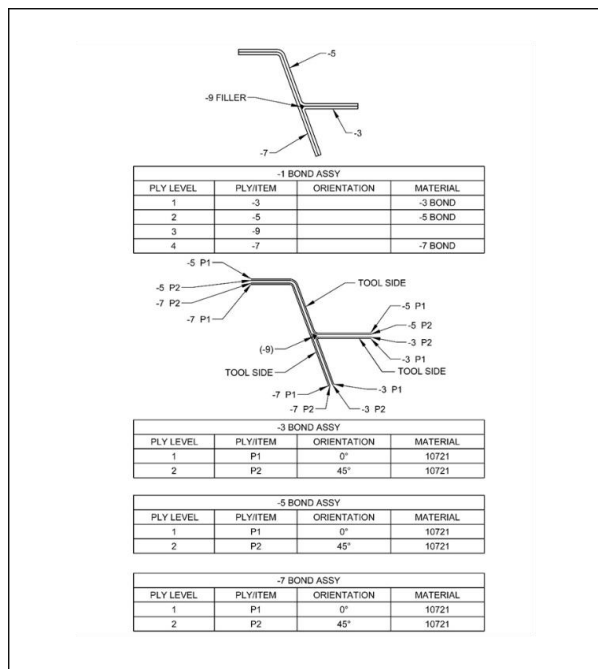 -5
-9 FILLER
-3
-7
-1 BOND ASSY
PLY LEVEL PLY/ITEM ORIENTATION MATERIAL
1 -3 -3 BOND
2 -5 -5 BOND
3 -9
4 -7 -7 BOND
-5 P1
-5 P2
-7 P2
-7 P1
TOOL SIDE
-5 P1
-5 P2
-3 P2
-3 P1
(-9)
TOOL SIDE
TOOL SIDE
-7 P1
-3 P1
-7 P2
-3 P2
-3 BOND ASSY
PLY LEVEL PLY/ITEM ORIENTATION MATERIAL
1 P1 0° 10721
2 P2 45° 10721
-5 BOND ASSY
PLY LEVEL PLY/ITEM ORIENTATION MATERIAL
1 P1 0° 10721
2 P2 45° 10721
-7 BOND ASSY
PLY LEVEL PLY/ITEM ORIENTATION MATERIAL
1 P1 0° 10721
2 P2 45° 10721